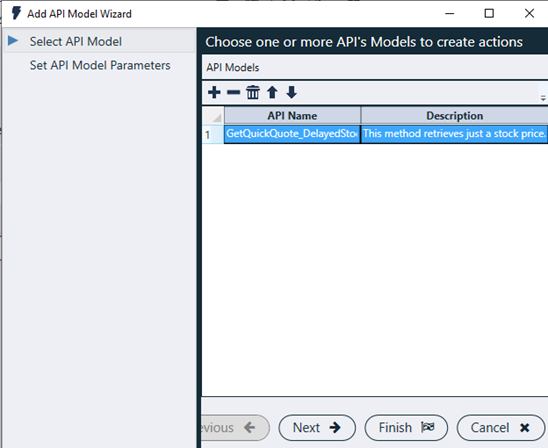 Add API Model Wizard
Select API Model
Set API Model Parameters
Choose one or more API's Models to create actions
API Models
API Name Description
1 GetQuickQuote_DelayedSto This method retrieves just a stock price.
evious Next Finish Cancel